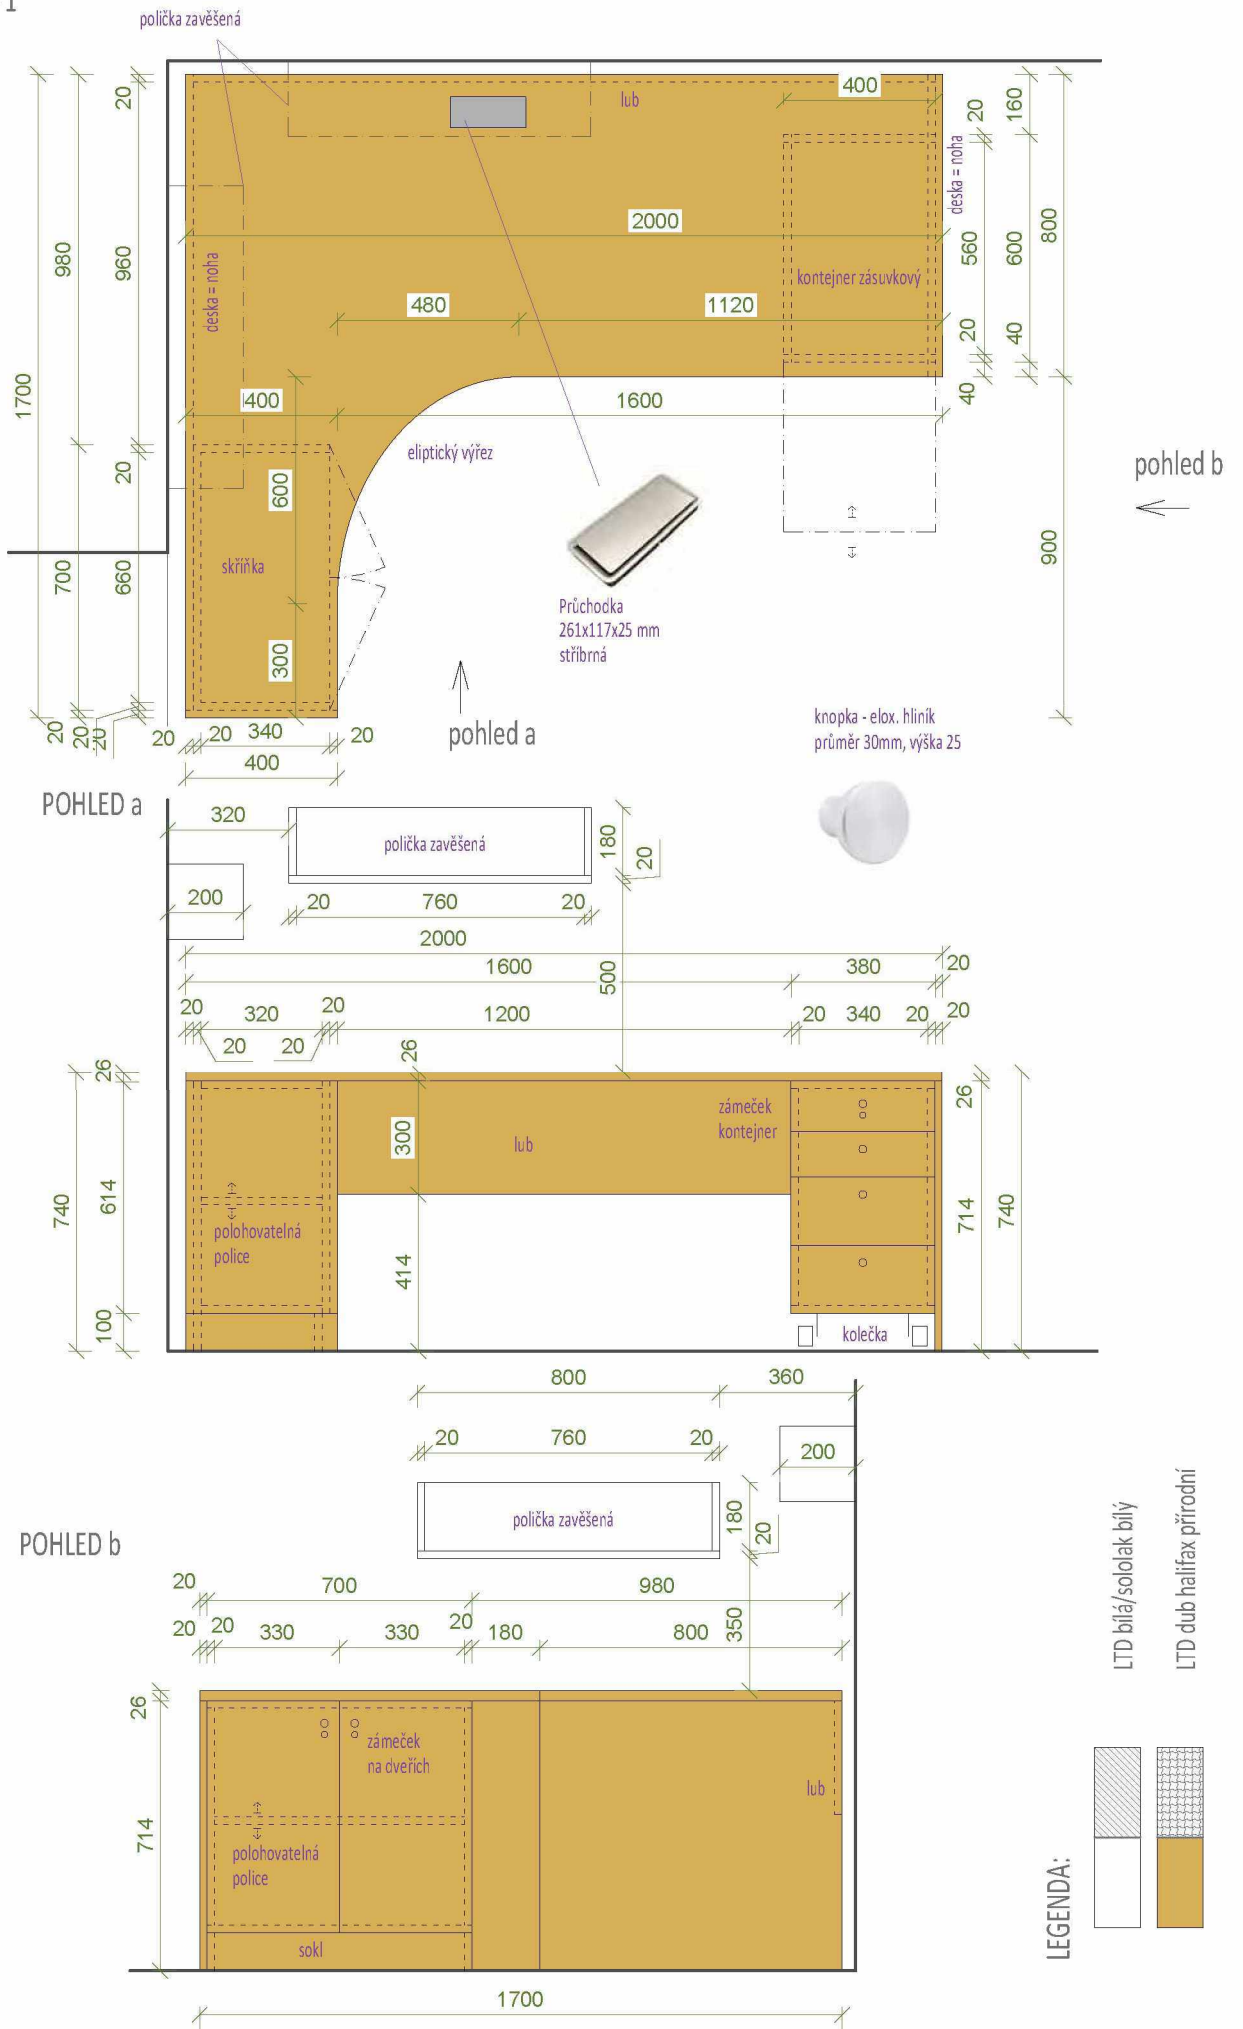 1
polička zavěšená
lub
400
20
160
20
deska = noha
2000
800
980
960
560
600
deska = noha
kontejner zásuvkový
480
1120
20
40
1700
400
1600
40
eliptický výřez
pohled b
20
600
skříňka
700
660
900
Průchodka
261x117x25 mm
stříbrná
300
pohled a
knopka - elox. hliník
průměr 30mm, výška 25
20
20
20
20
20
340
20
400
POHLED a
320
polička zavěšená
180
20
200
20
760
20
2000
500
1600
380
20
20
320
20
1200
20
340
20
20
20
20
26
26
26
zámeček
kontejner
300
lub
740
614
714
740
polohovatelná
police
414
100
kolečka
800
360
20
760
20
200
polička zavěšená
180
20
POHLED b
20
700
980
350
20
20
330
330
20
180
800
26
zámeček
na dveřích
lub
714
polohovatelná
police
sokl
1700
LEGENDA:
LTD bílá/sololak bílý
LTD dub halifax přírodní